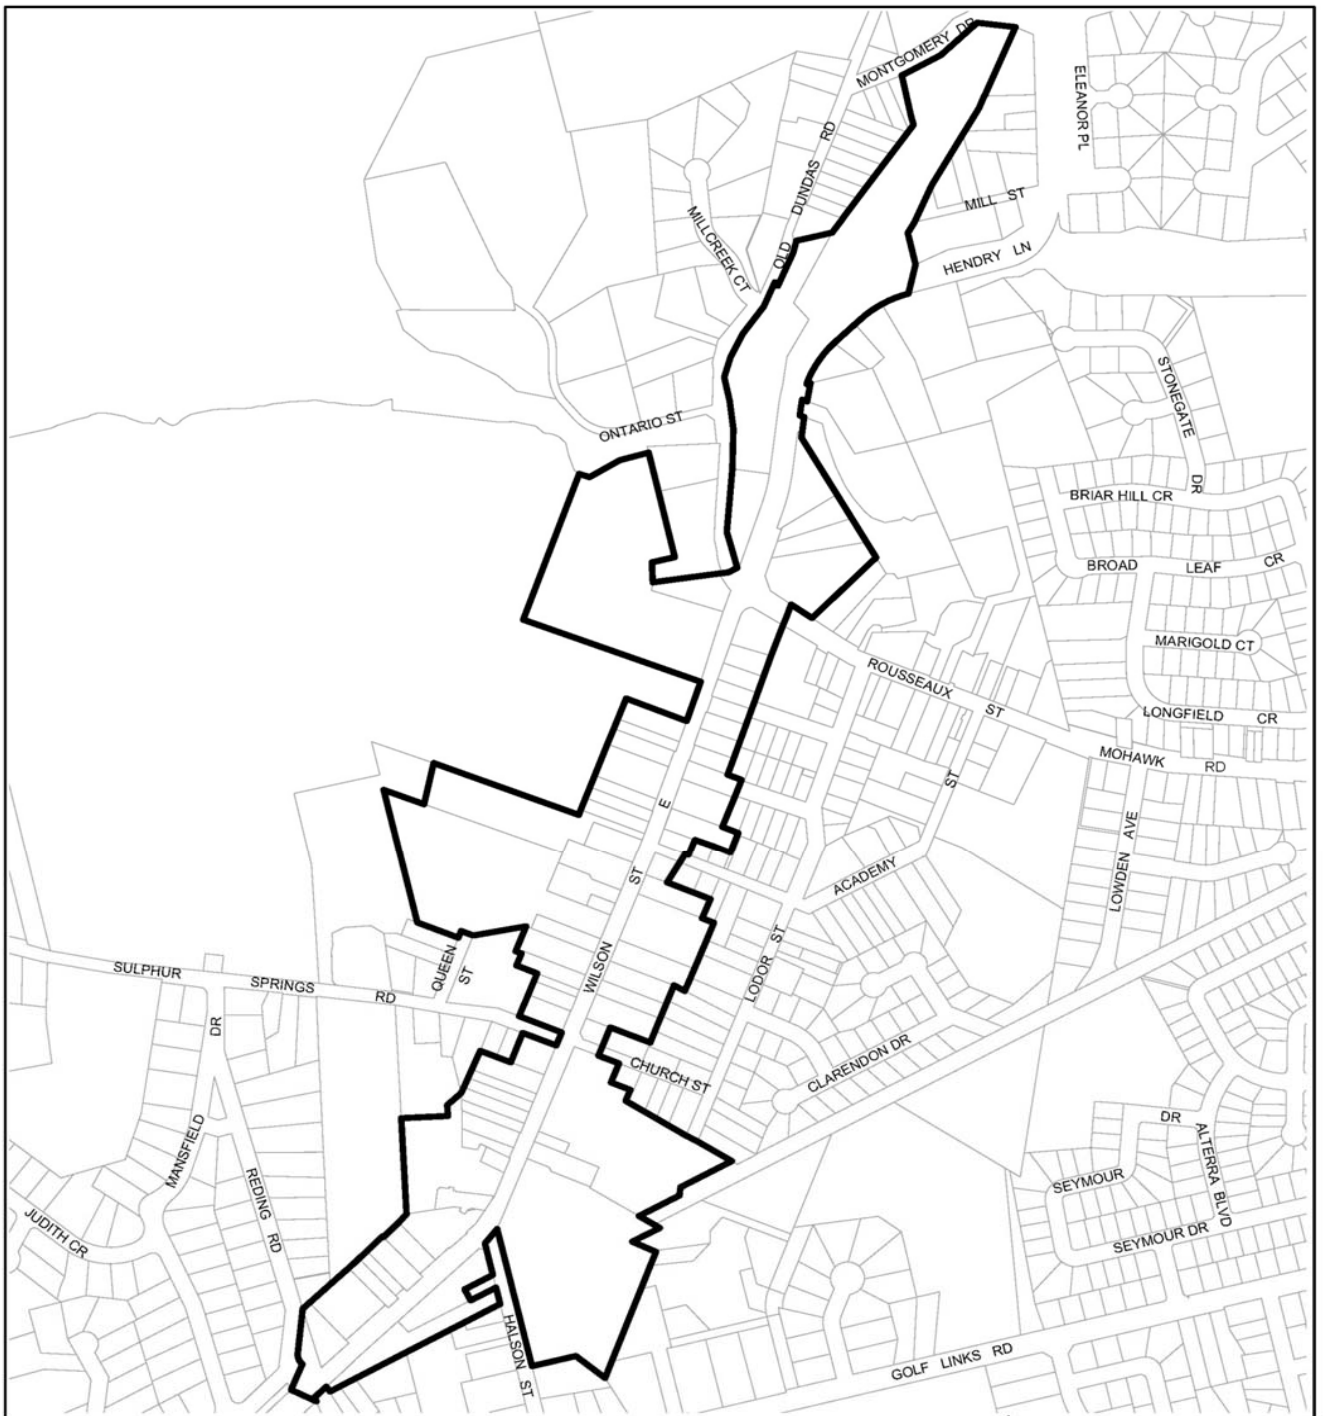 MONTGOMERY DR
ELEANOR PL
OLD DUNDAS RD
MILL ST
MILLCREEK CT
HENDRY LN
STONEGATE DR
ONTARIO ST
BRIAR HILL CR
BROAD LEAF CR
MARIGOLD CT
ROUSSEAUX ST
LONGFIELD CR
MOHAWK RD
WILSON ST E
ACADEMY ST
LOWDEN AVE
LODOR ST
QUEEN ST
SULPHUR SPRINGS RD
CHURCH ST
CLARENDON DR
MANSFIELD DR
REDING RD
JUDITH CR
SEYMOUR DR
ALTERRA BLVD
SEYMOUR DR
HALSON ST
GOLF LINKS RD